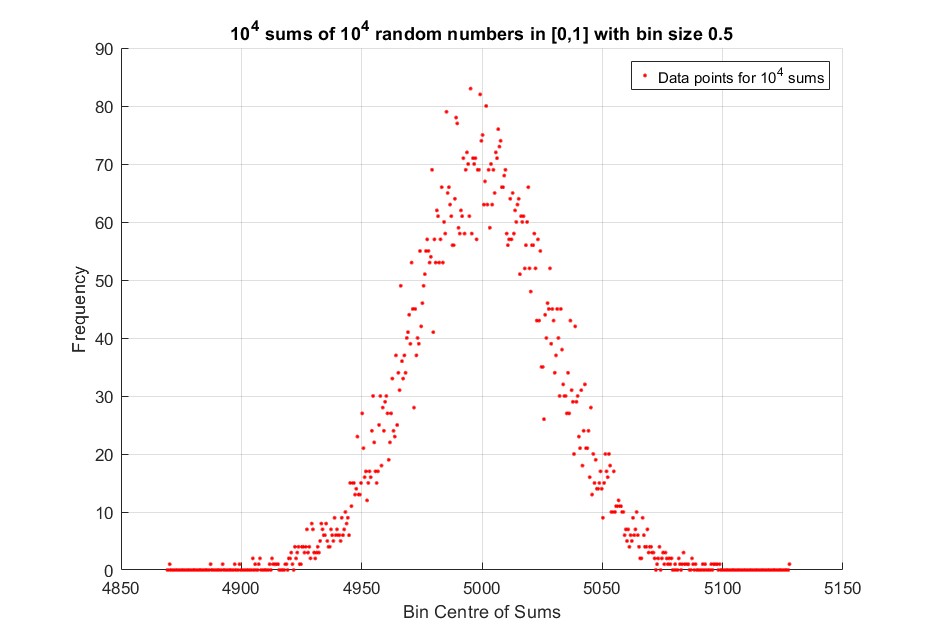 10^4 sums of 10^4 random numbers in [0,1] with bin size 0.5
Data points for 10^4 sums
90
80
70
60
50
40
30
20
10
0
Frequency
4850 4900 4950 5000 5050 5100 5150
Bin Centre of Sums